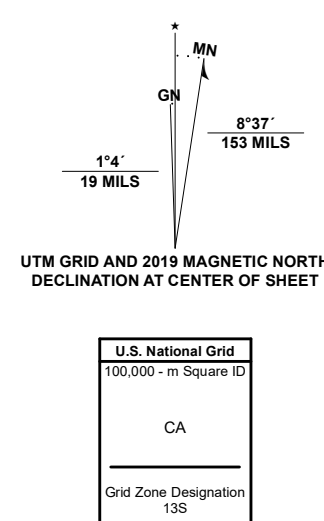 ★
MN
GN
8°37´
153 MILS
1°4´
19 MILS
UTM GRID AND 2019 MAGNETIC NORTH
DECLINATION AT CENTER OF SHEET
U.S. National Grid
100,000 - m Square ID
CA
Grid Zone Designation
13S